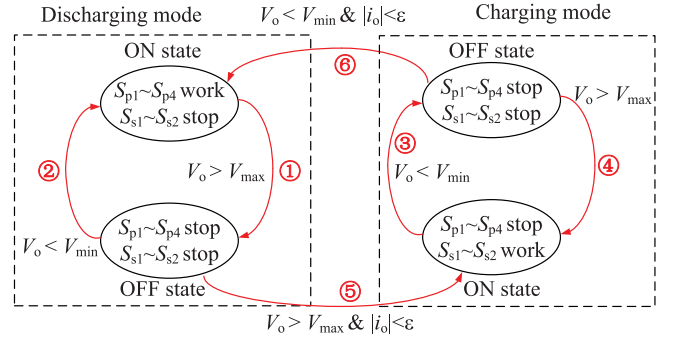 Discharging mode
V_o < V_min & |i_o|<ε
Charging mode
ON state
S_p1~S_p4 work
S_s1~S_s2 stop
⑥
OFF state
S_p1~S_p4 stop
S_s1~S_s2 stop
V_o > V_max
②
V_o > V_max
①
③
V_o < V_min
④
V_o < V_min
S_p1~S_p4 stop
S_s1~S_s2 stop
OFF state
S_p1~S_p4 stop
S_s1~S_s2 work
ON state
⑤
V_o > V_max & |i_o|<ε